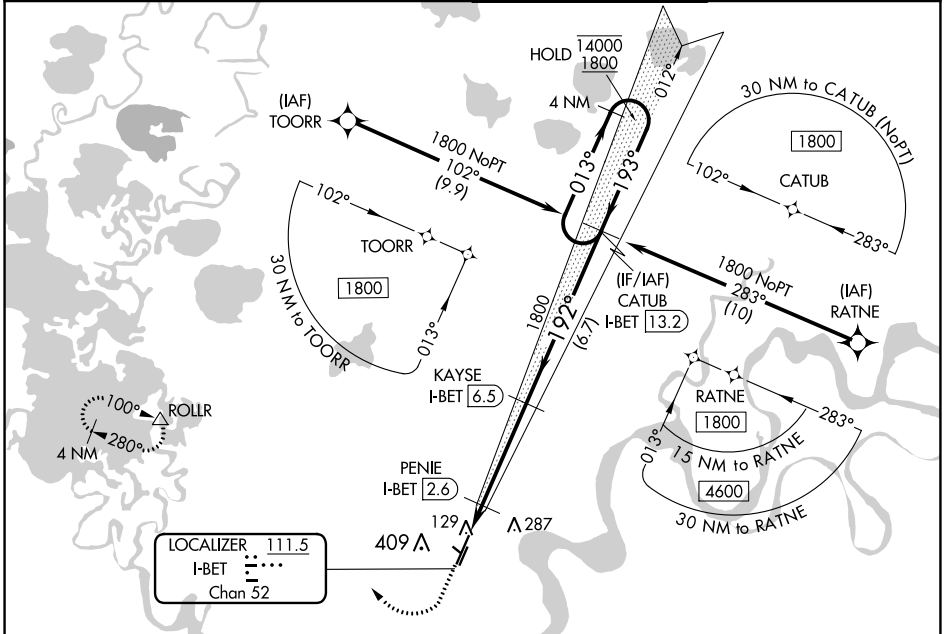 HOLD 14000
1800
4 NM
012°
013°
193°
(IAF)
TOORR
1800 NoPT
102°
(9.9)
30 NM to CATUB (NoPT)
1800
102°
CATUB
283°
102°
TOORR
1800
30 NM to TOORR
013°
1800
192°
(6.7)
(IF/IAF)
CATUB
I-BET 13.2
1800 NoPT
283°
(10)
(IAF)
RATNE
KAYSE
I-BET 6.5
RATNE
1800
283°
013°
15 NM to RATNE
4600
30 NM to RATNE
100°
ROLLR
280°
4 NM
PENIE
I-BET 2.6
129
287
409
LOCALIZER 111.5
I-BET
Chan 52